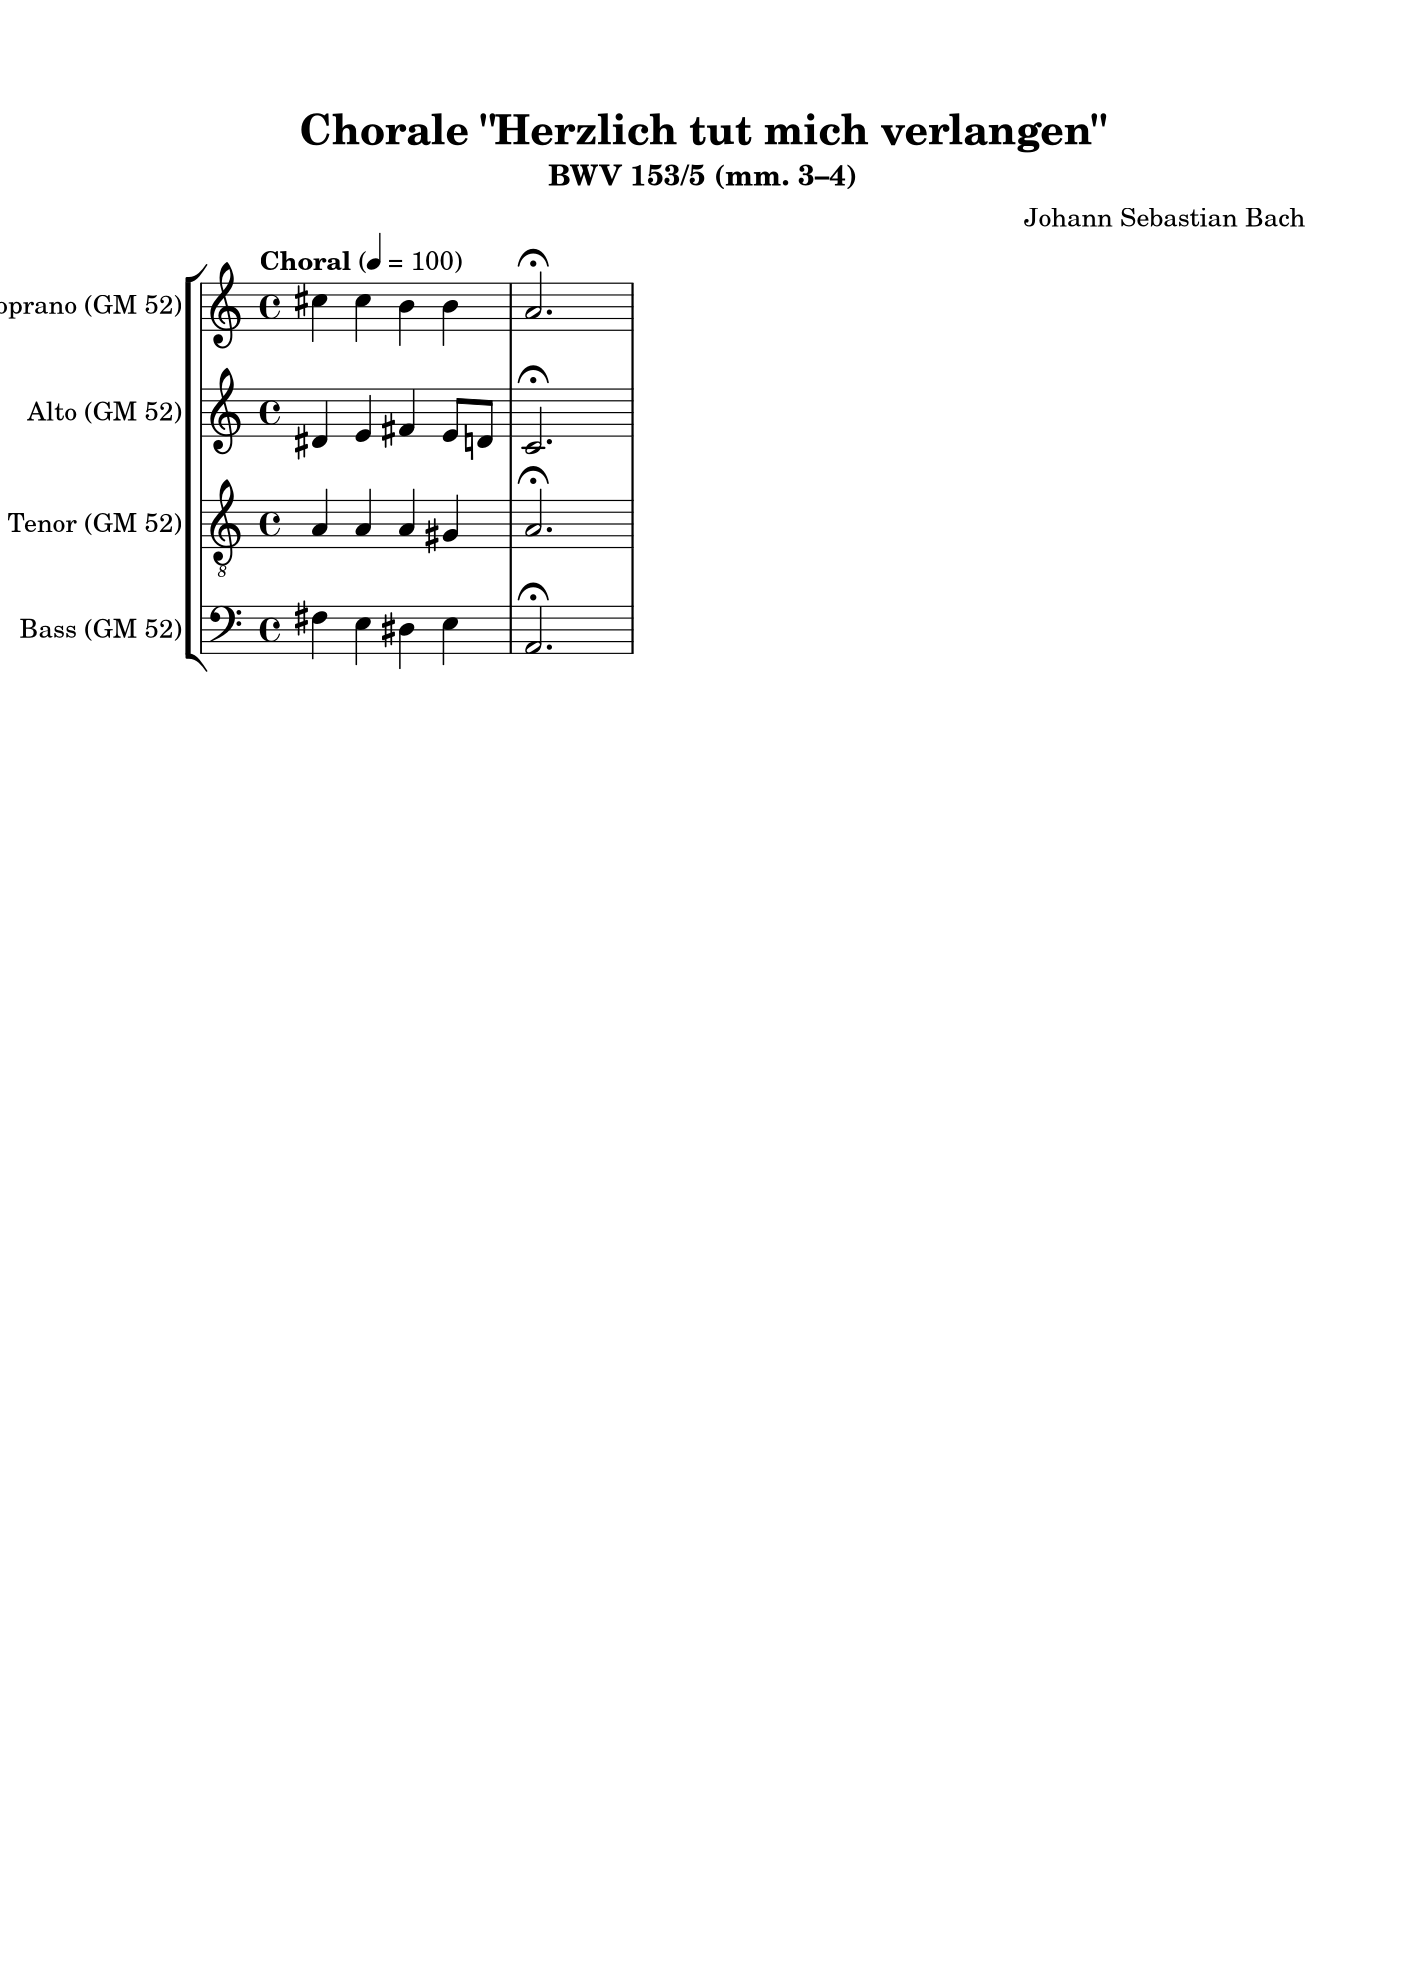 Chorale "Herzlich tut mich verlangen"
BWV 153/5 (mm. 3–4)
Johann Sebastian Bach
Choral (♩ = 100)
oprano (GM 52)
Alto (GM 52)
Tenor (GM 52)
8
Bass (GM 52)